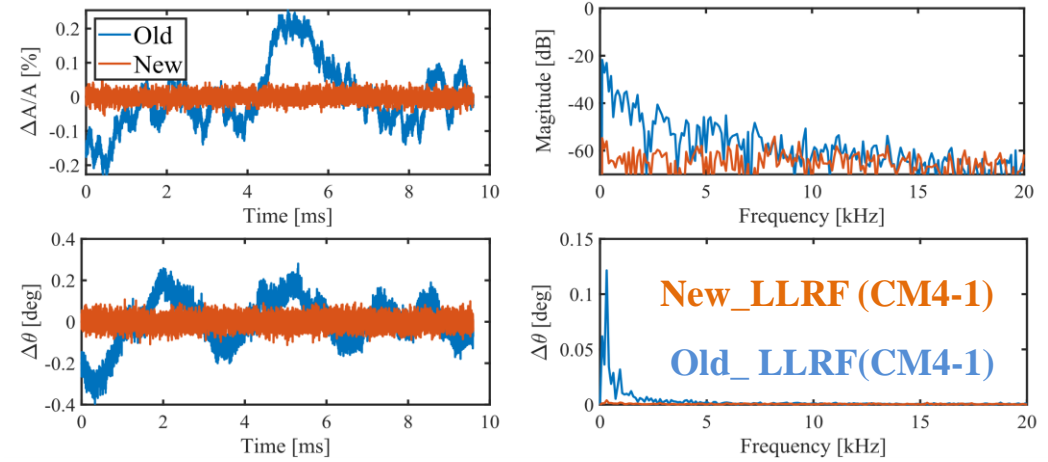 0.2
0.1
0
-0.1
-0.2
ΔA/A [%]
Old
New
0 2 4 6 8 10
Time [ms]
0
-20
-40
-60
Magitude [dB]
0 5 10 15 20
Frequency [kHz]
0.4
0.2
0
-0.2
-0.4
Δθ [deg]
0 2 4 6 8 10
Time [ms]
0.15
0.1
0.05
0
Δθ [deg]
New_LLRF (CM4-1)
Old_ LLRF(CM4-1)
0 5 10 15 20
Frequency [kHz]